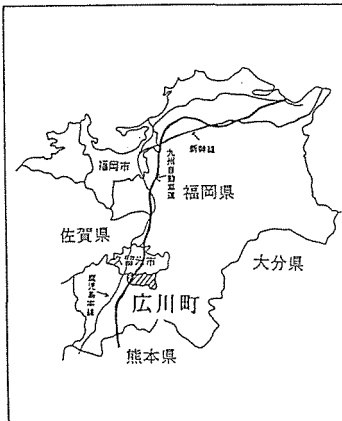 新幹線
福岡市
九州自動車道
福岡県
佐賀県
久留米市
大分県
鹿児島本線
広川町
熊本県